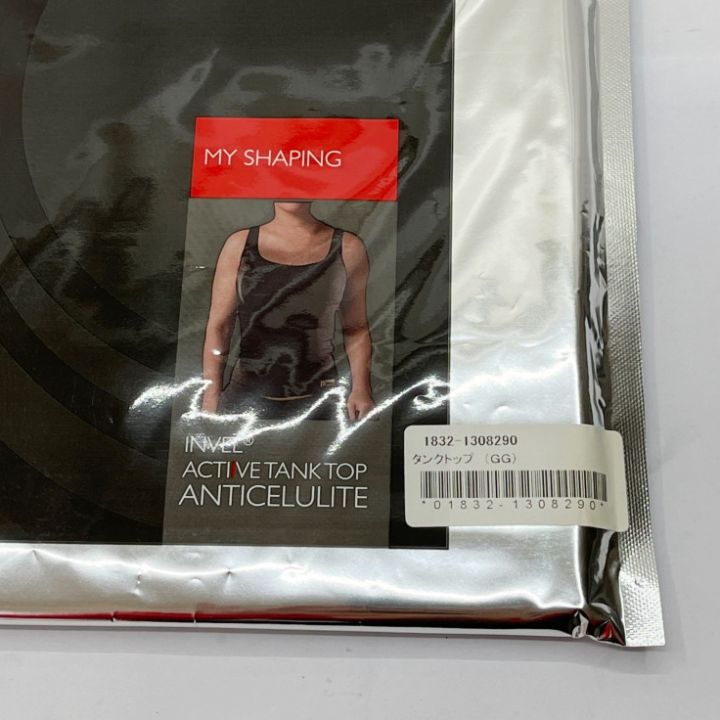 MY SHAPING
INVEL®
ACTIVE TANK TOP
ANTICELULITE
1832-1308290
タンクトップ (GG)
*01832-1308290*